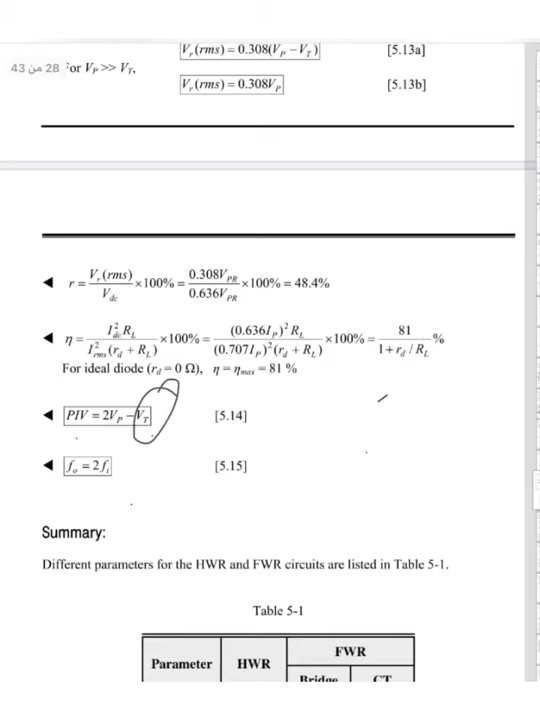 V_r(rms) = 0.308(V_P − V_T) [5.13a]
43 من 28 For V_P >> V_T,
V_r(rms) = 0.308V_P [5.13b]
◄ r = V_r(rms) / V_dc × 100% = 0.308V_PR / 0.636V_PR × 100% = 48.4%
◄ η = I²_dc R_L / I²_rms (r_d + R_L) × 100% = (0.636I_P)² R_L / (0.707I_P)² (r_d + R_L) × 100% = 81 / 1 + r_d / R_L %
For ideal diode (r_d = 0 Ω), η = η_max = 81 %
◄ PIV = 2V_P − V_T [5.14]
◄ f_o = 2f_i [5.15]
Summary:
Different parameters for the HWR and FWR circuits are listed in Table 5-1.
Table 5-1
FWR
Parameter HWR
Bridge CT